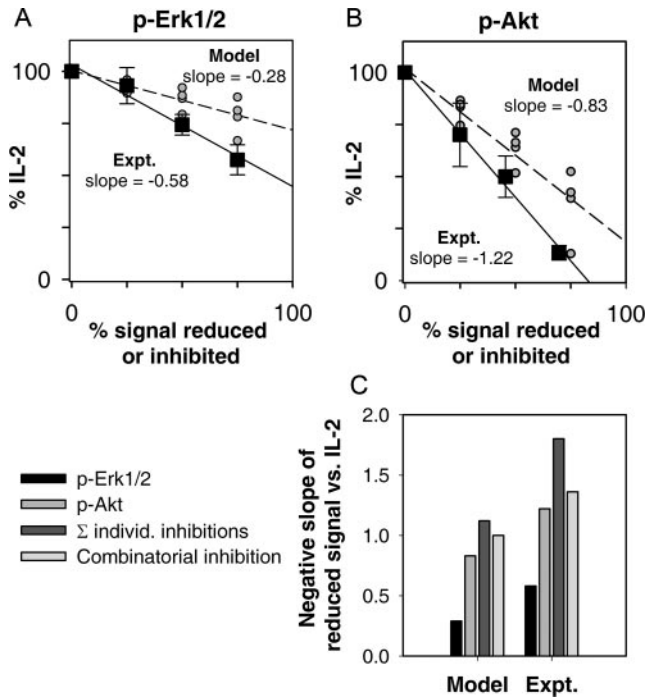 A
p-Erk1/2
% IL-2
100
0
Model
slope = -0.28
Expt.
slope = -0.58
0
100
% signal reduced
or inhibited
B
p-Akt
% IL-2
100
0
Model
slope = -0.83
Expt.
slope = -1.22
0
100
% signal reduced
or inhibited
p-Erk1/2
p-Akt
Σ individ. inhibitions
Combinatorial inhibition
C
Negative slope of
reduced signal vs. IL-2
2.0
1.5
1.0
0.5
0.0
Model Expt.